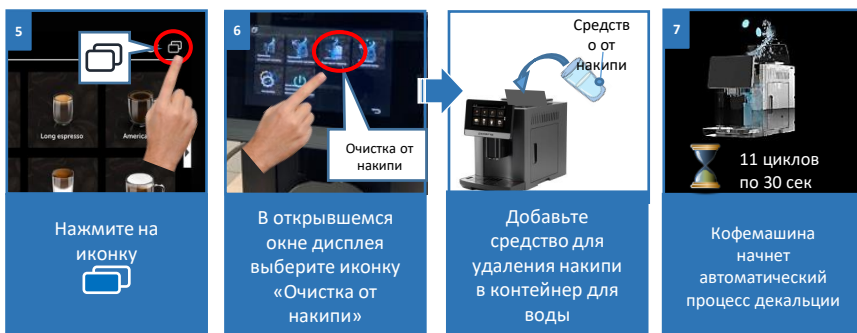 5
Long espresso
America
Нажмите на
иконку
6
Очистка от
накипи
В открывшемся
окне дисплея
выберите иконку
«Очистка от
накипи»
Средств
о от
накипи
Добавьте
средство для
удаления накипи
в контейнер для
воды
7
11 циклов
по 30 сек
Кофемашина
начнет
автоматический
процесс декальции